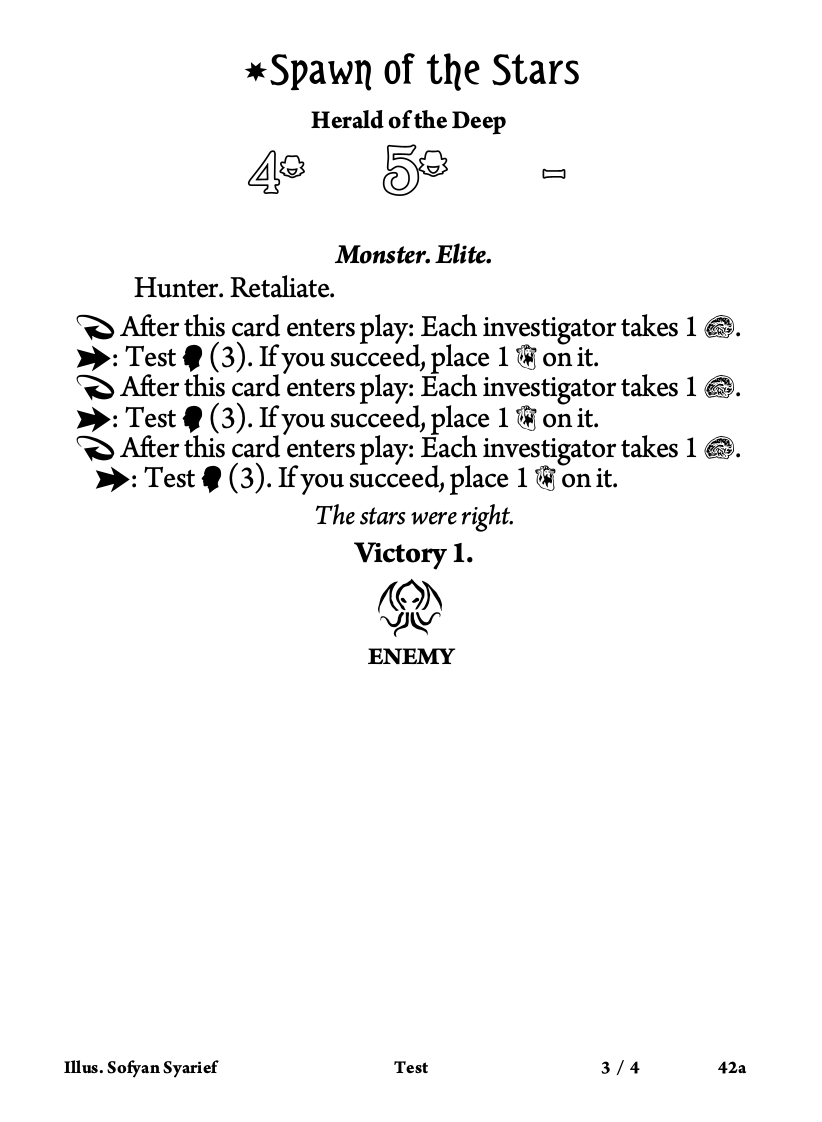 Spawn of the Stars
Herald of the Deep
4 5 –
Monster. Elite.
Hunter. Retaliate.
After this card enters play: Each investigator takes 1 .
: Test (3). If you succeed, place 1 on it.
After this card enters play: Each investigator takes 1 .
: Test (3). If you succeed, place 1 on it.
After this card enters play: Each investigator takes 1 .
: Test (3). If you succeed, place 1 on it.
The stars were right.
Victory 1.
ENEMY
Illus. Sofyan Syarief Test 3 / 4 42a